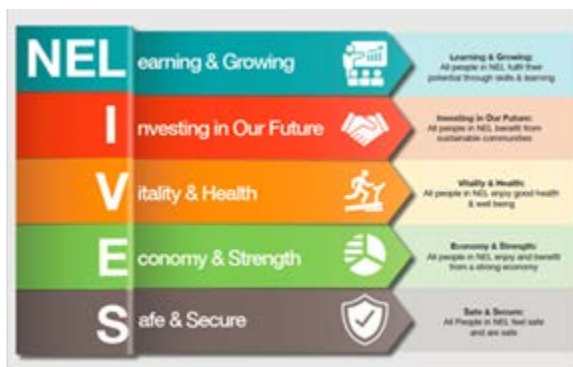 NEL earning & Growing
Learning & Growing:
All people in NEL fulfil their
potential through skills & learning
I nvesting in Our Future
Investing in Our Future:
All people in NEL benefit from
sustainable communities
V itality & Health
Vitality & Health:
All people in NEL enjoy good health
& well being
E conomy & Strength
Economy & Strength:
All people in NEL enjoy and benefit
from a strong economy
S afe & Secure
Safe & Secure:
All People in NEL feel safe
and are safe